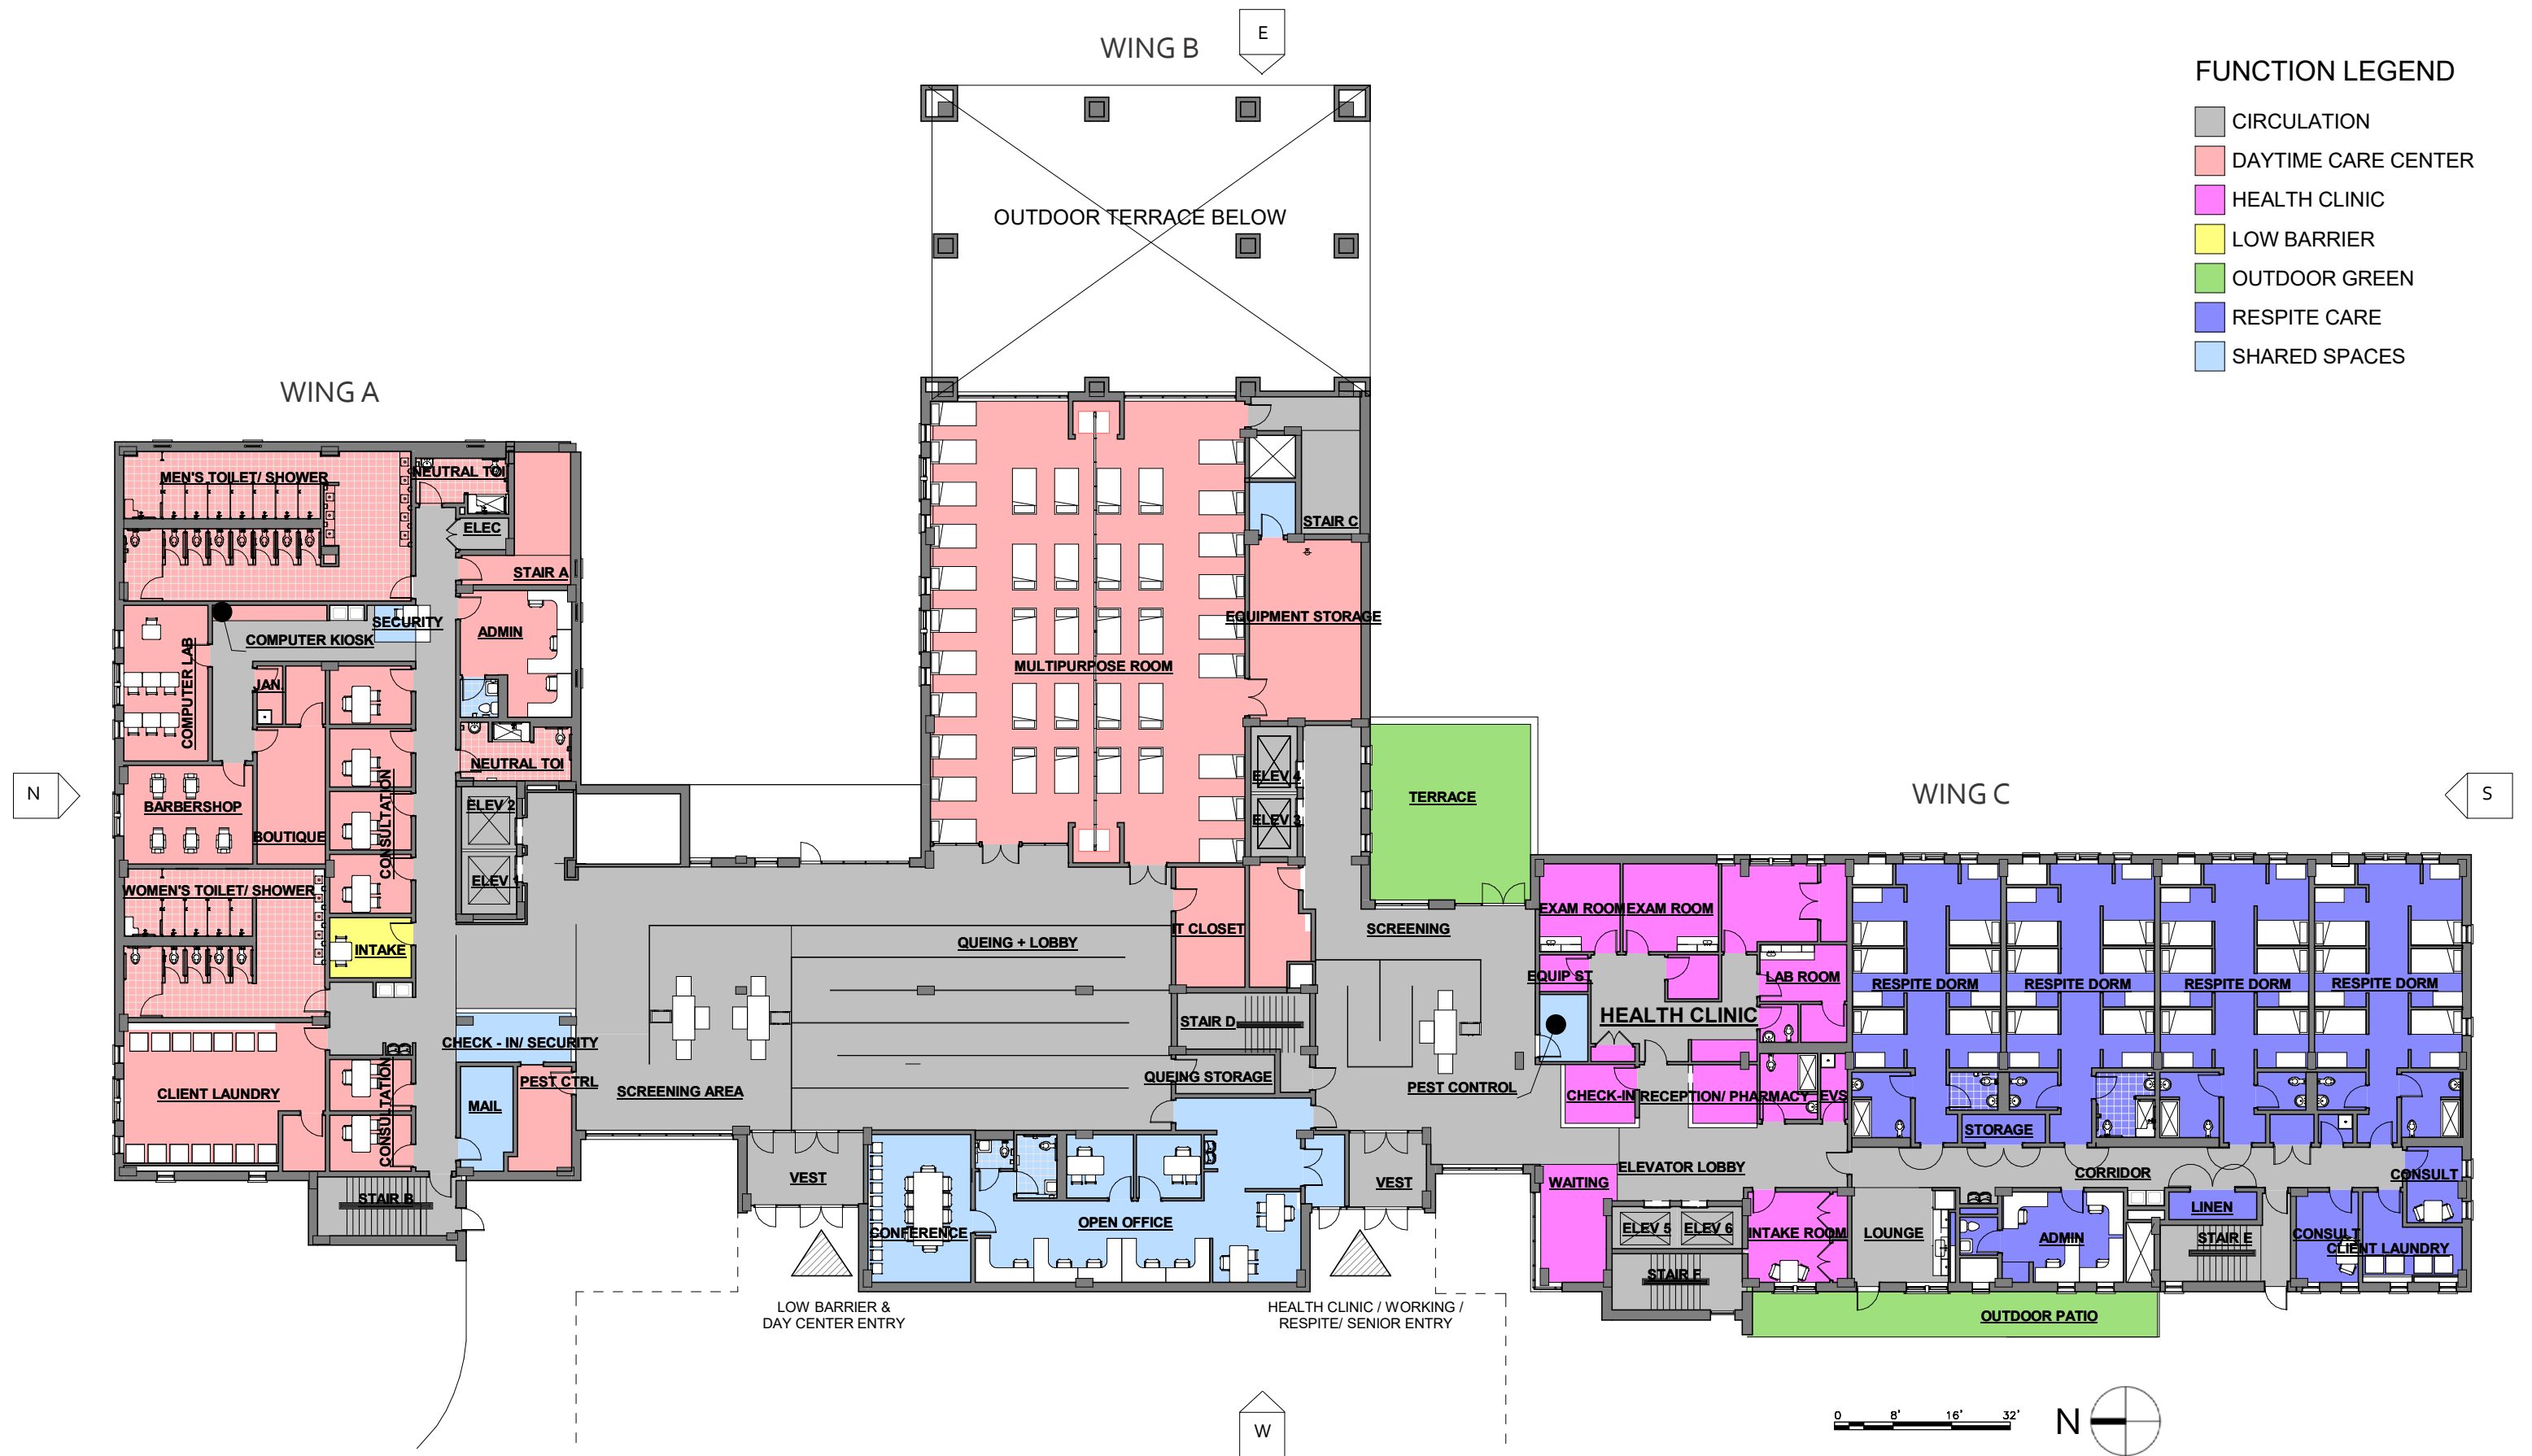 WING B
E
FUNCTION LEGEND
CIRCULATION
DAYTIME CARE CENTER
HEALTH CLINIC
LOW BARRIER
OUTDOOR GREEN
RESPITE CARE
SHARED SPACES
OUTDOOR TERRACE BELOW
WING A
MEN'S TOILET/ SHOWER
NEUTRAL TOI
ELEC
STAIR A
SECURITY
COMPUTER KIOSK
ADMIN
COMPUTER LAB
JAN.
NEUTRAL TOI
CONSULTATION
BARBERSHOP
BOUTIQUE
ELEV 2
ELEV 1
WOMEN'S TOILET/ SHOWER
INTAKE
CHECK - IN/ SECURITY
CLIENT LAUNDRY
CONSULTATION
MAIL
PEST CTRL
STAIR B
N
STAIR C
EQUIPMENT STORAGE
MULTIPURPOSE ROOM
ELEV 4
ELEV 3
TERRACE
WING C
S
QUEING + LOBBY
IT CLOSET
SCREENING
STAIR D
QUEING STORAGE
SCREENING AREA
PEST CONTROL
VEST
CONFERENCE
OPEN OFFICE
VEST
EXAM ROOM
EXAM ROOM
EQUIP ST
LAB ROOM
HEALTH CLINIC
CHECK-IN
RECEPTION/ PHARMACY
EVS
RESPITE DORM
RESPITE DORM
RESPITE DORM
RESPITE DORM
STORAGE
ELEVATOR LOBBY
CORRIDOR
CONSULT
WAITING
ELEV 5
ELEV 6
INTAKE ROOM
LOUNGE
ADMIN
LINEN
STAIR E
CONSULT
CLIENT LAUNDRY
STAIR F
OUTDOOR PATIO
LOW BARRIER &
DAY CENTER ENTRY
HEALTH CLINIC / WORKING /
RESPITE/ SENIOR ENTRY
W
0 8' 16' 32'
N